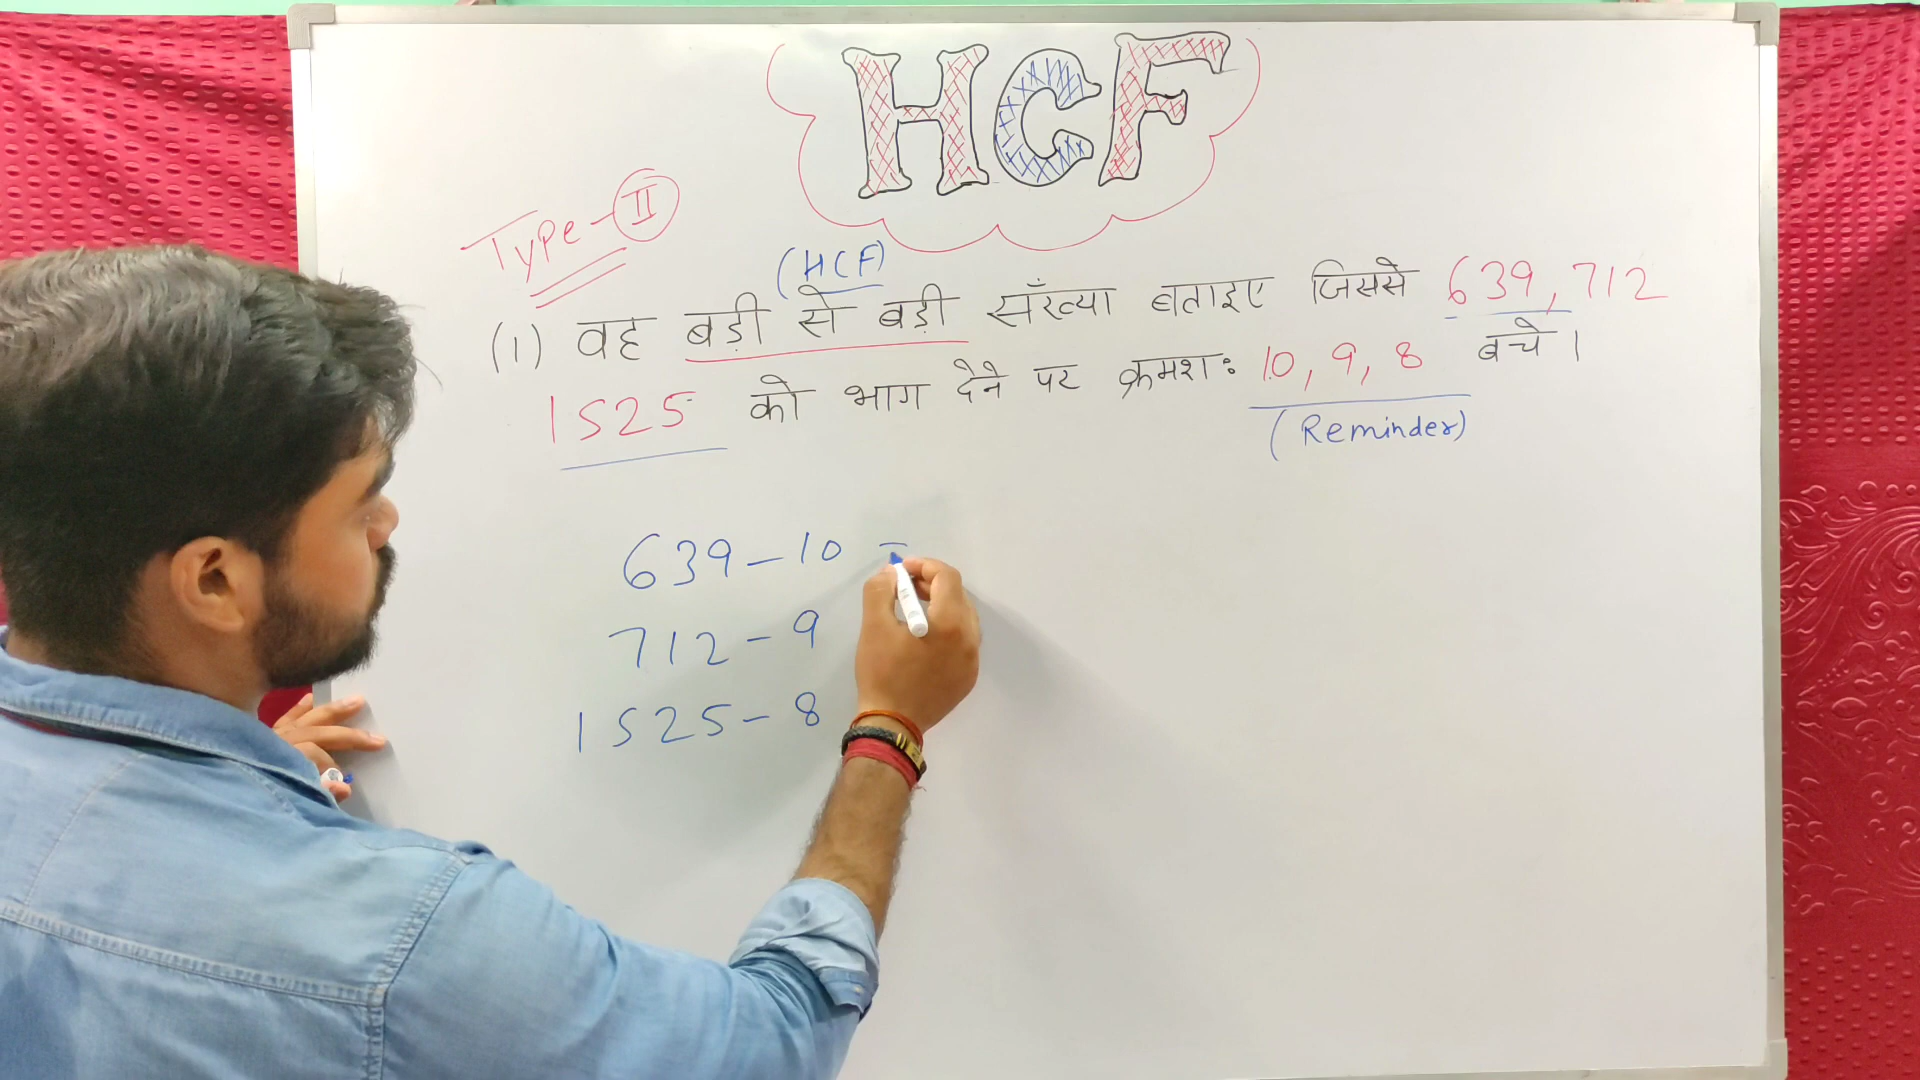 HCF
Type-II
(HCF)
(1) वह बड़ी से बड़ी सँख्या बताइए जिससे 639, 712
1525 को भाग देने पर क्रमशः 10, 9, 8 बचे।
(Reminder)
639-10 =
712-9
1525-8